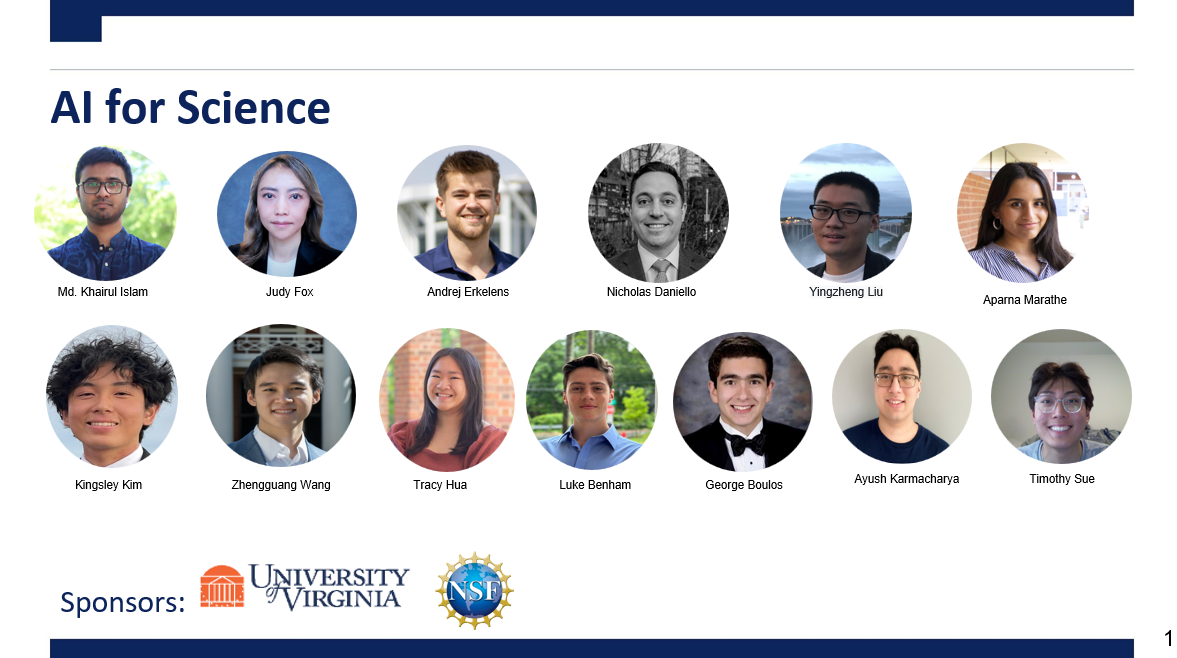 AI for Science
Md. Khairul Islam
Judy Fox
Andrej Erkelens
Nicholas Daniello
Yingzheng Liu
Aparna Marathe
Kingsley Kim
Zhengguang Wang
Tracy Hua
Luke Benham
George Boulos
Ayush Karmacharya
Timothy Sue
Sponsors:
UNIVERSITY
of VIRGINIA
NSF
1